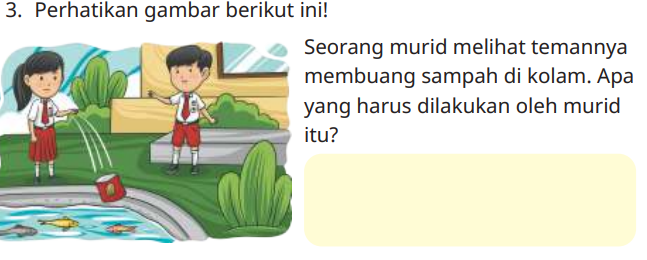 3. Perhatikan gambar berikut ini!
Seorang murid melihat temannya
membuang sampah di kolam. Apa
yang harus dilakukan oleh murid
itu?